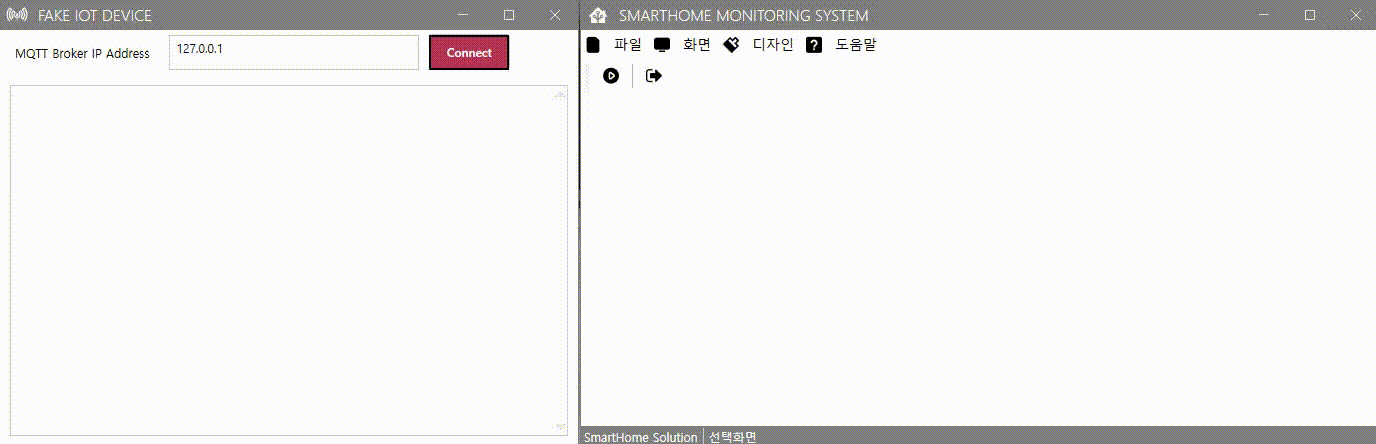 FAKE IOT DEVICE
MQTT Broker IP Address 127.0.0.1 Connect
SMARTHOME MONITORING SYSTEM
파일 화면 디자인 도움말
SmartHome Solution 선택화면